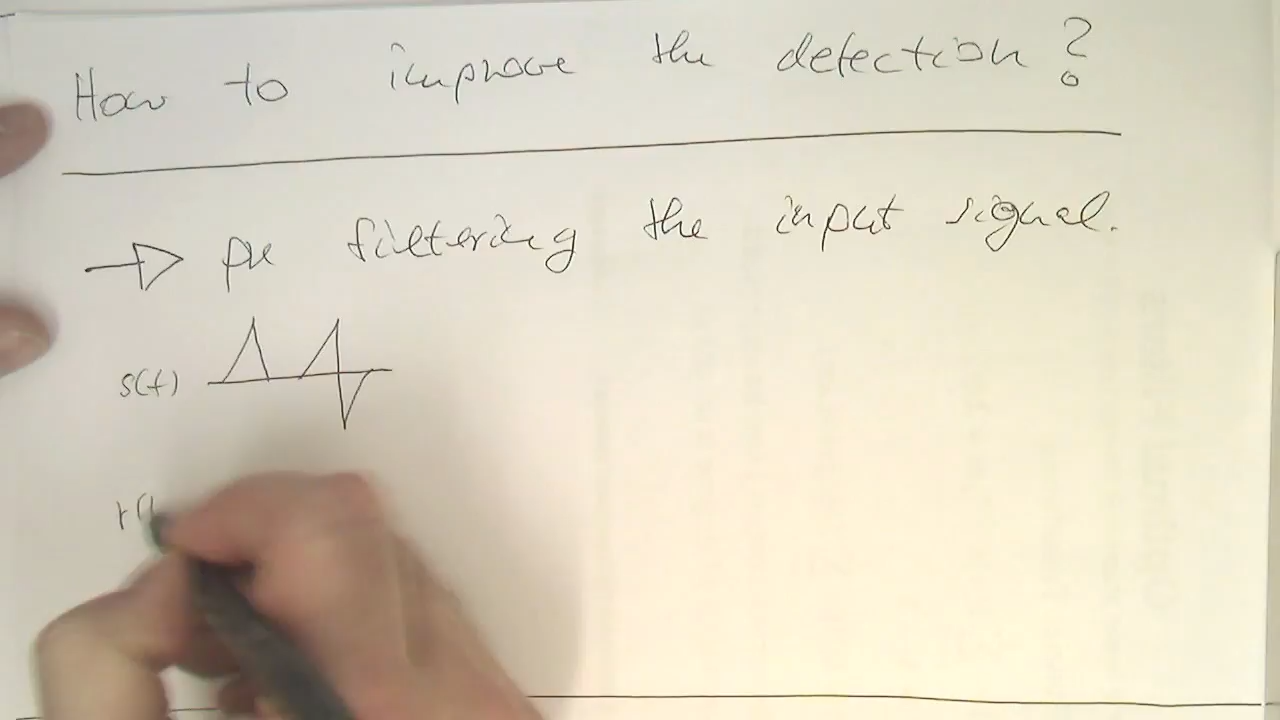 How to improve the detection?
pre filtering the input signal.
s(t)
r(